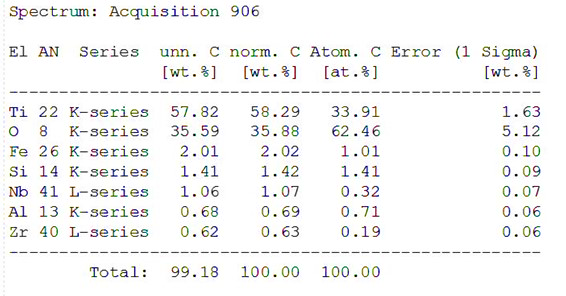 Spectrum: Acquisition 906
El AN Series unn. C norm. C Atom. C Error (1 Sigma)
[wt.%] [wt.%] [at.%] [wt.%]
Ti 22 K-series 57.82 58.29 33.91 1.63
O 8 K-series 35.59 35.88 62.46 5.12
Fe 26 K-series 2.01 2.02 1.01 0.10
Si 14 K-series 1.41 1.42 1.41 0.09
Nb 41 L-series 1.06 1.07 0.32 0.07
Al 13 K-series 0.68 0.69 0.71 0.06
Zr 40 L-series 0.62 0.63 0.19 0.06
Total: 99.18 100.00 100.00